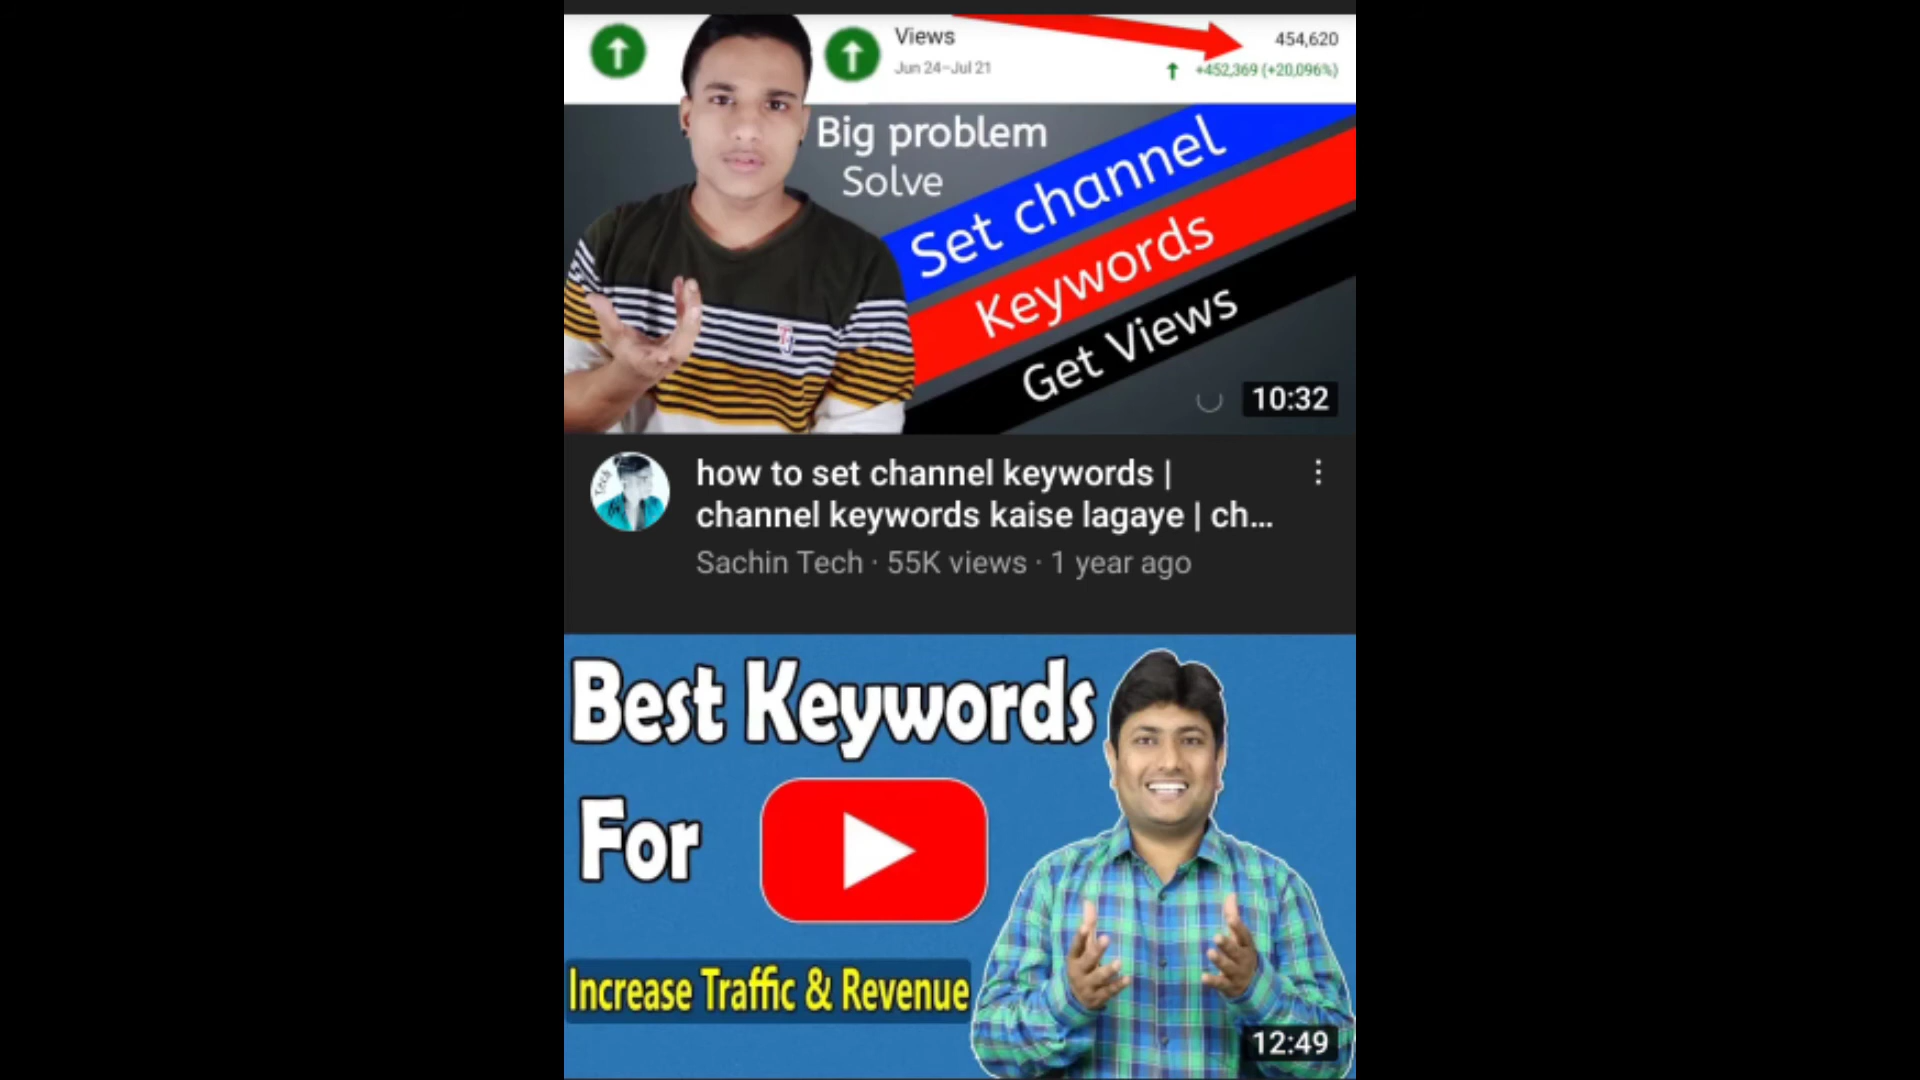 Views
454,620
Jun 24–Jul 21
+452,369 (+20,096%)
Big problem
Solve
Set channel
Keywords
Get Views
10:32
how to set channel keywords |
channel keywords kaise lagaye | ch...
Sachin Tech · 55K views · 1 year ago
Best Keywords
For
Increase Traffic & Revenue
12:49